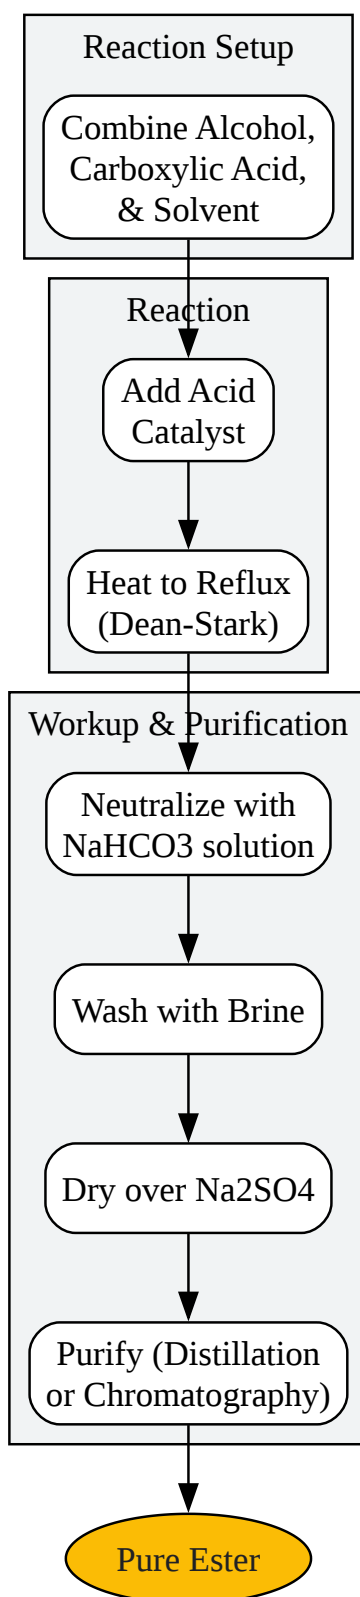 Reaction Setup
Combine Alcohol,
Carboxylic Acid,
& Solvent
Reaction
Add Acid
Catalyst
Heat to Reflux
(Dean-Stark)
Workup & Purification
Neutralize with
NaHCO3 solution
Wash with Brine
Dry over Na2SO4
Purify (Distillation
or Chromatography)
Pure Ester